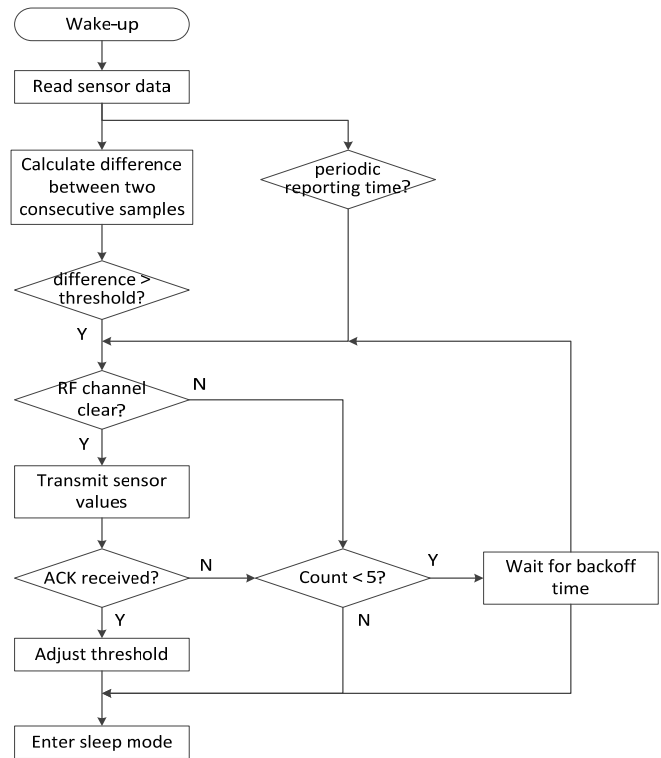 Wake-up
Read sensor data
Calculate difference
between two
consecutive samples
periodic
reporting time?
difference >
threshold?
Y
RF channel
clear?
N
Y
Transmit sensor
values
ACK received?
N
Count < 5?
Y
Wait for backoff
time
Y
N
Adjust threshold
Enter sleep mode